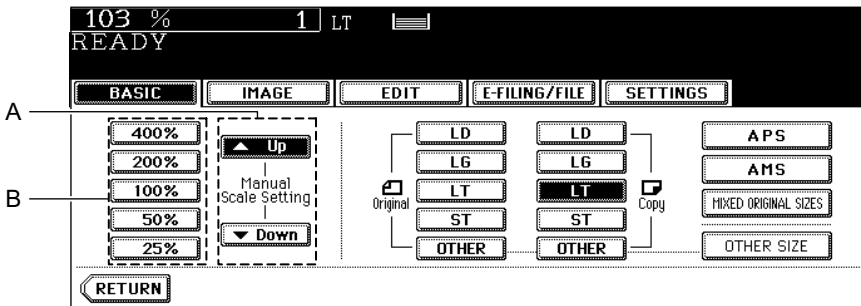 103 % 1 LT
READY
BASIC IMAGE EDIT E-FILING/FILE SETTINGS
A
B
400%
200%
100%
50%
25%
Up
Manual
Scale Setting
Down
Original
LD
LG
LT
ST
OTHER
LD
LG
LT
ST
OTHER
Copy
APS
AMS
MIXED ORIGINAL SIZES
OTHER SIZE
RETURN